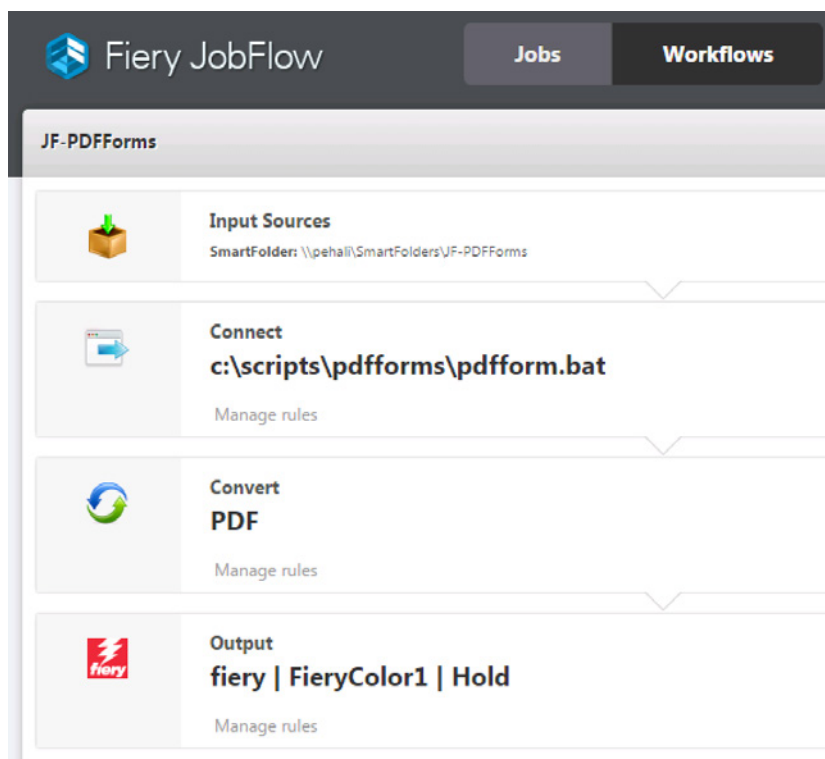 Fiery JobFlow
Jobs
Workflows
JF-PDFForms
Input Sources
SmartFolder: \\pehali\SmartFolders\JF-PDFForms
Connect
c:\scripts\pdfforms\pdfform.bat
Manage rules
Convert
PDF
Manage rules
fiery
Output
fiery | FieryColor1 | Hold
Manage rules